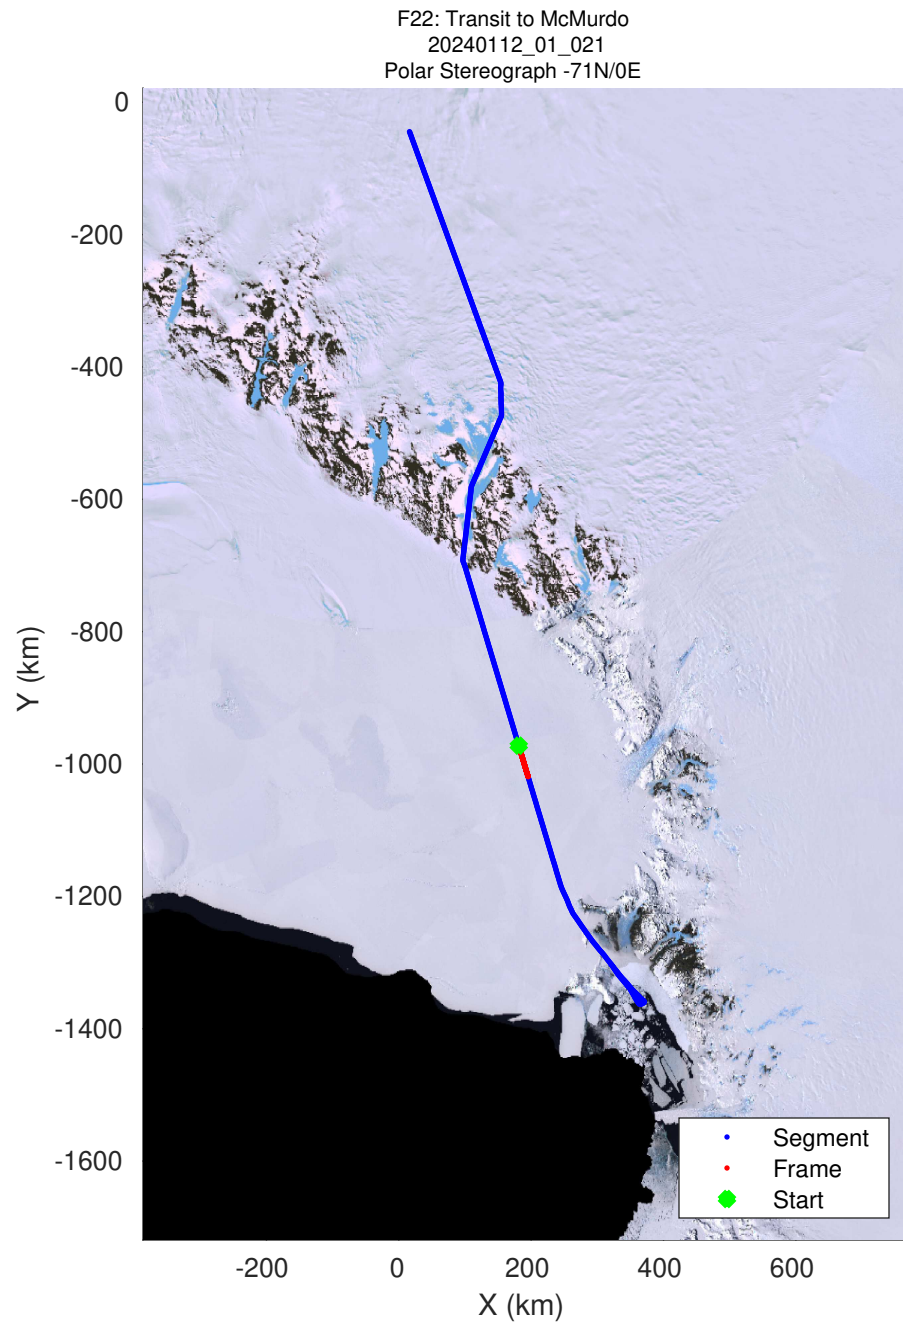 F22: Transit to McMurdo
20240112_01_021
Polar Stereograph -71N/0E
0
-200
-400
-600
-800
-1000
-1200
-1400
-1600
Y (km)
-200
0
200
400
600
X (km)
Segment
Frame
Start